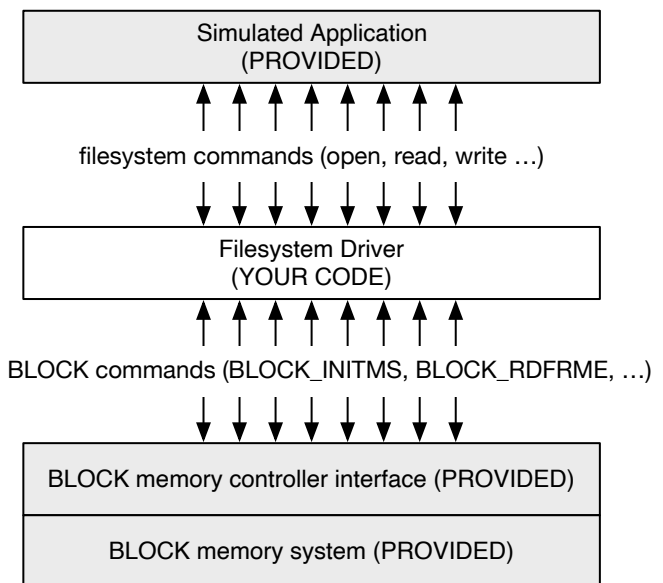 Simulated Application
(PROVIDED)
filesystem commands (open, read, write …)
Filesystem Driver
(YOUR CODE)
BLOCK commands (BLOCK_INITMS, BLOCK_RDFRME, …)
BLOCK memory controller interface (PROVIDED)
BLOCK memory system (PROVIDED)